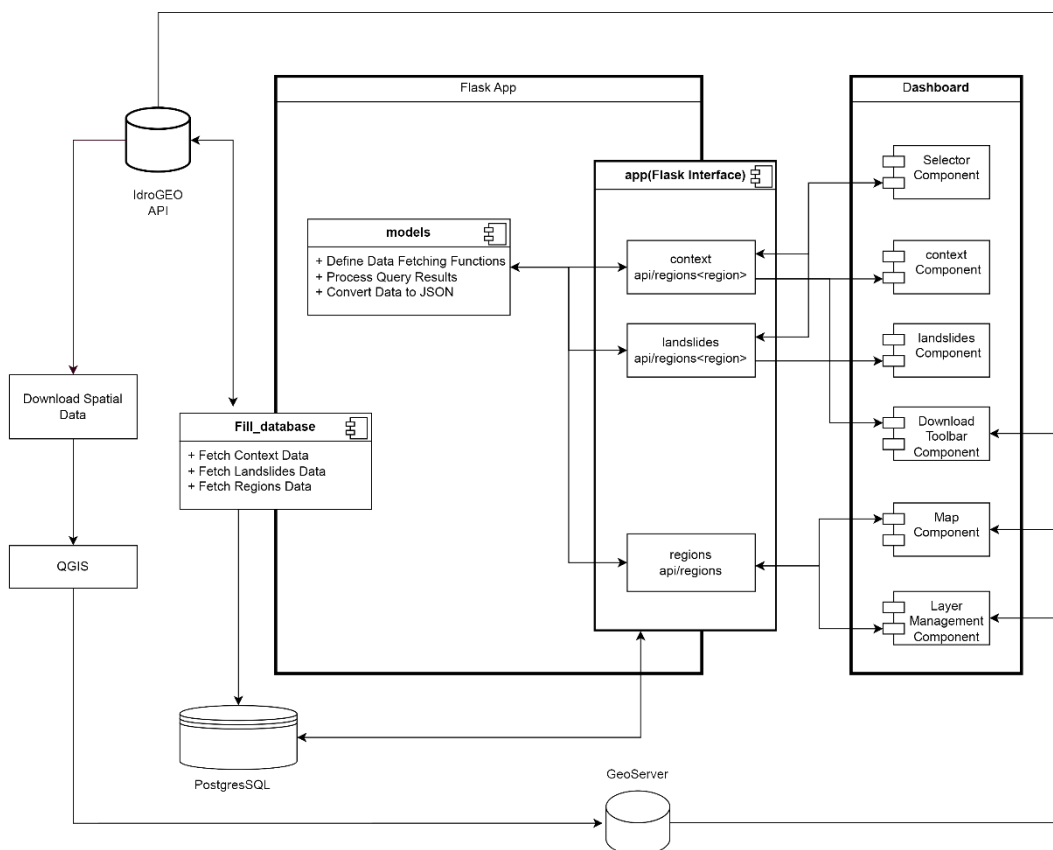 Flask App
Dashboard
IdroGEO
API
app(Flask Interface)
Selector
Component
models
+ Define Data Fetching Functions
+ Process Query Results
+ Convert Data to JSON
context
api/regions<region>
context
Component
landslides
api/regions<region>
landslides
Component
Download Spatial
Data
Fill_database
+ Fetch Context Data
+ Fetch Landslides Data
+ Fetch Regions Data
Download
Toolbar
Component
Map
Component
QGIS
regions
api/regions
Layer
Management
Component
PostgresSQL
GeoServer